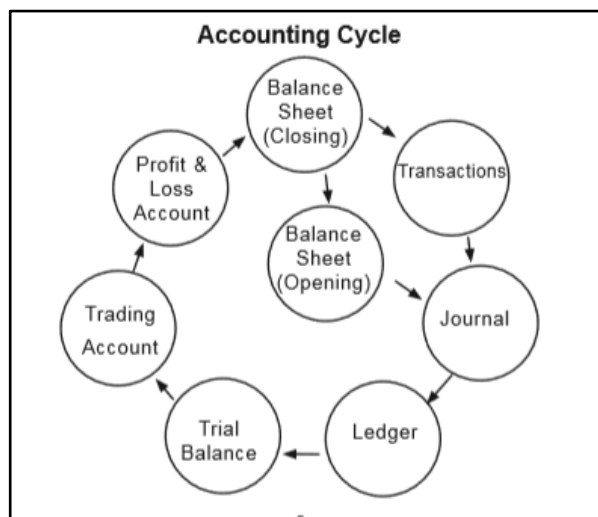 Accounting Cycle
Balance
Sheet
(Closing)
Transactions
Profit &
Loss
Account
Balance
Sheet
(Opening)
Journal
Trading
Account
Ledger
Trial
Balance